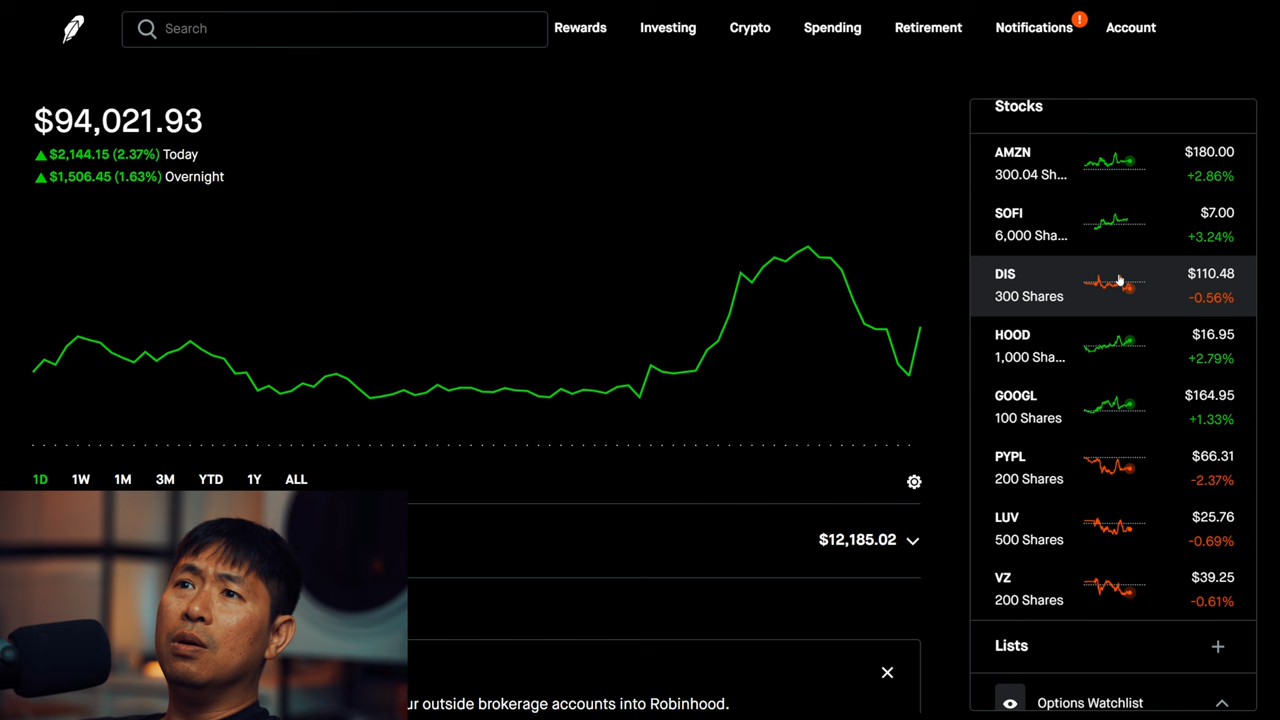 Search
Rewards
Investing
Crypto
Spending
Retirement
Notifications
!
Account
$94,021.93
$2,144.15 (2.37%) Today
$1,506.45 (1.63%) Overnight
1D
1W
1M
3M
YTD
1Y
ALL
$12,185.02
ur outside brokerage accounts into Robinhood.
Stocks
AMZN
$180.00
300.04 Sh...
+2.86%
SOFI
$7.00
6,000 Sha...
+3.24%
DIS
$110.48
300 Shares
-0.56%
HOOD
$16.95
1,000 Sha...
+2.79%
GOOGL
$164.95
100 Shares
+1.33%
PYPL
$66.31
200 Shares
-2.37%
LUV
$25.76
500 Shares
-0.69%
VZ
$39.25
200 Shares
-0.61%
Lists
Options Watchlist